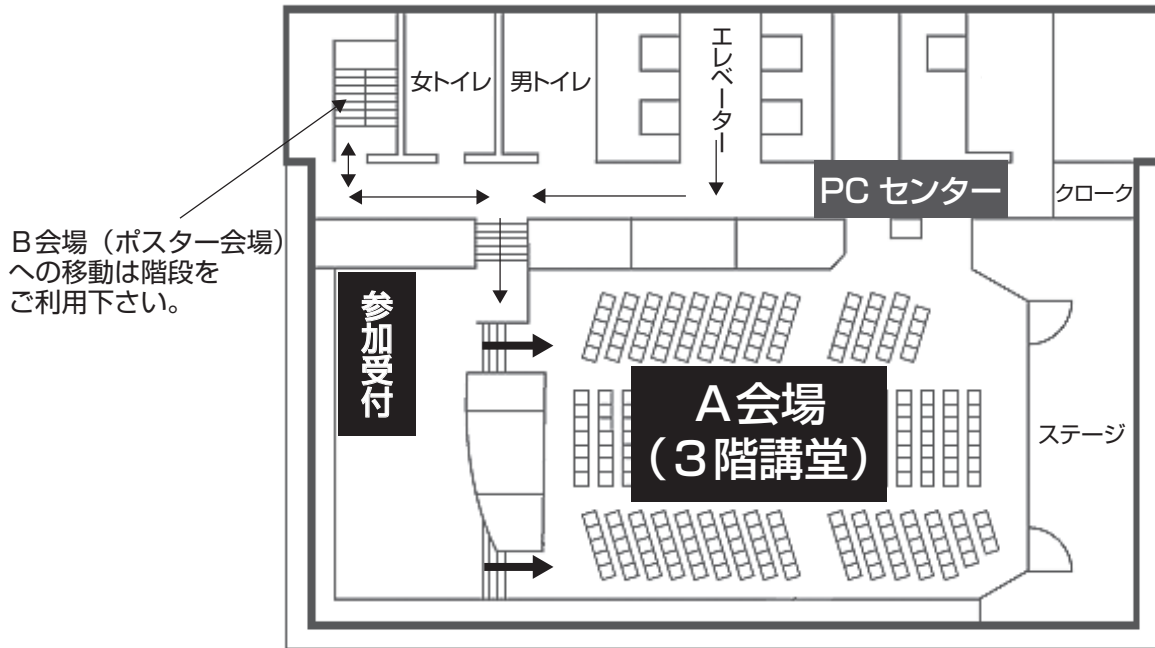 女トイレ
男トイレ
エレベーター
PC センター
クローク
B会場（ポスター会場）
への移動は階段を
ご利用下さい。
参加受付
A会場
（3階講堂）
ステージ